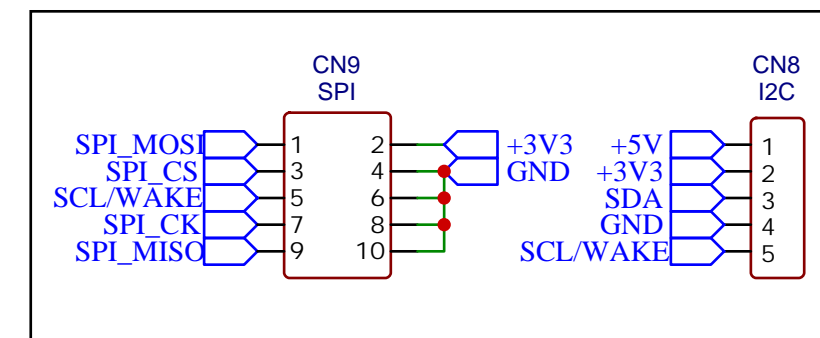 CN9
SPI
SPI_MOSI 1 2 +3V3
SPI_CS 3 4 GND
SCL/WAKE 5 6
SPI_CK 7 8
SPI_MISO 9 10
CN8
I2C
+5V 1
+3V3 2
SDA 3
GND 4
SCL/WAKE 5